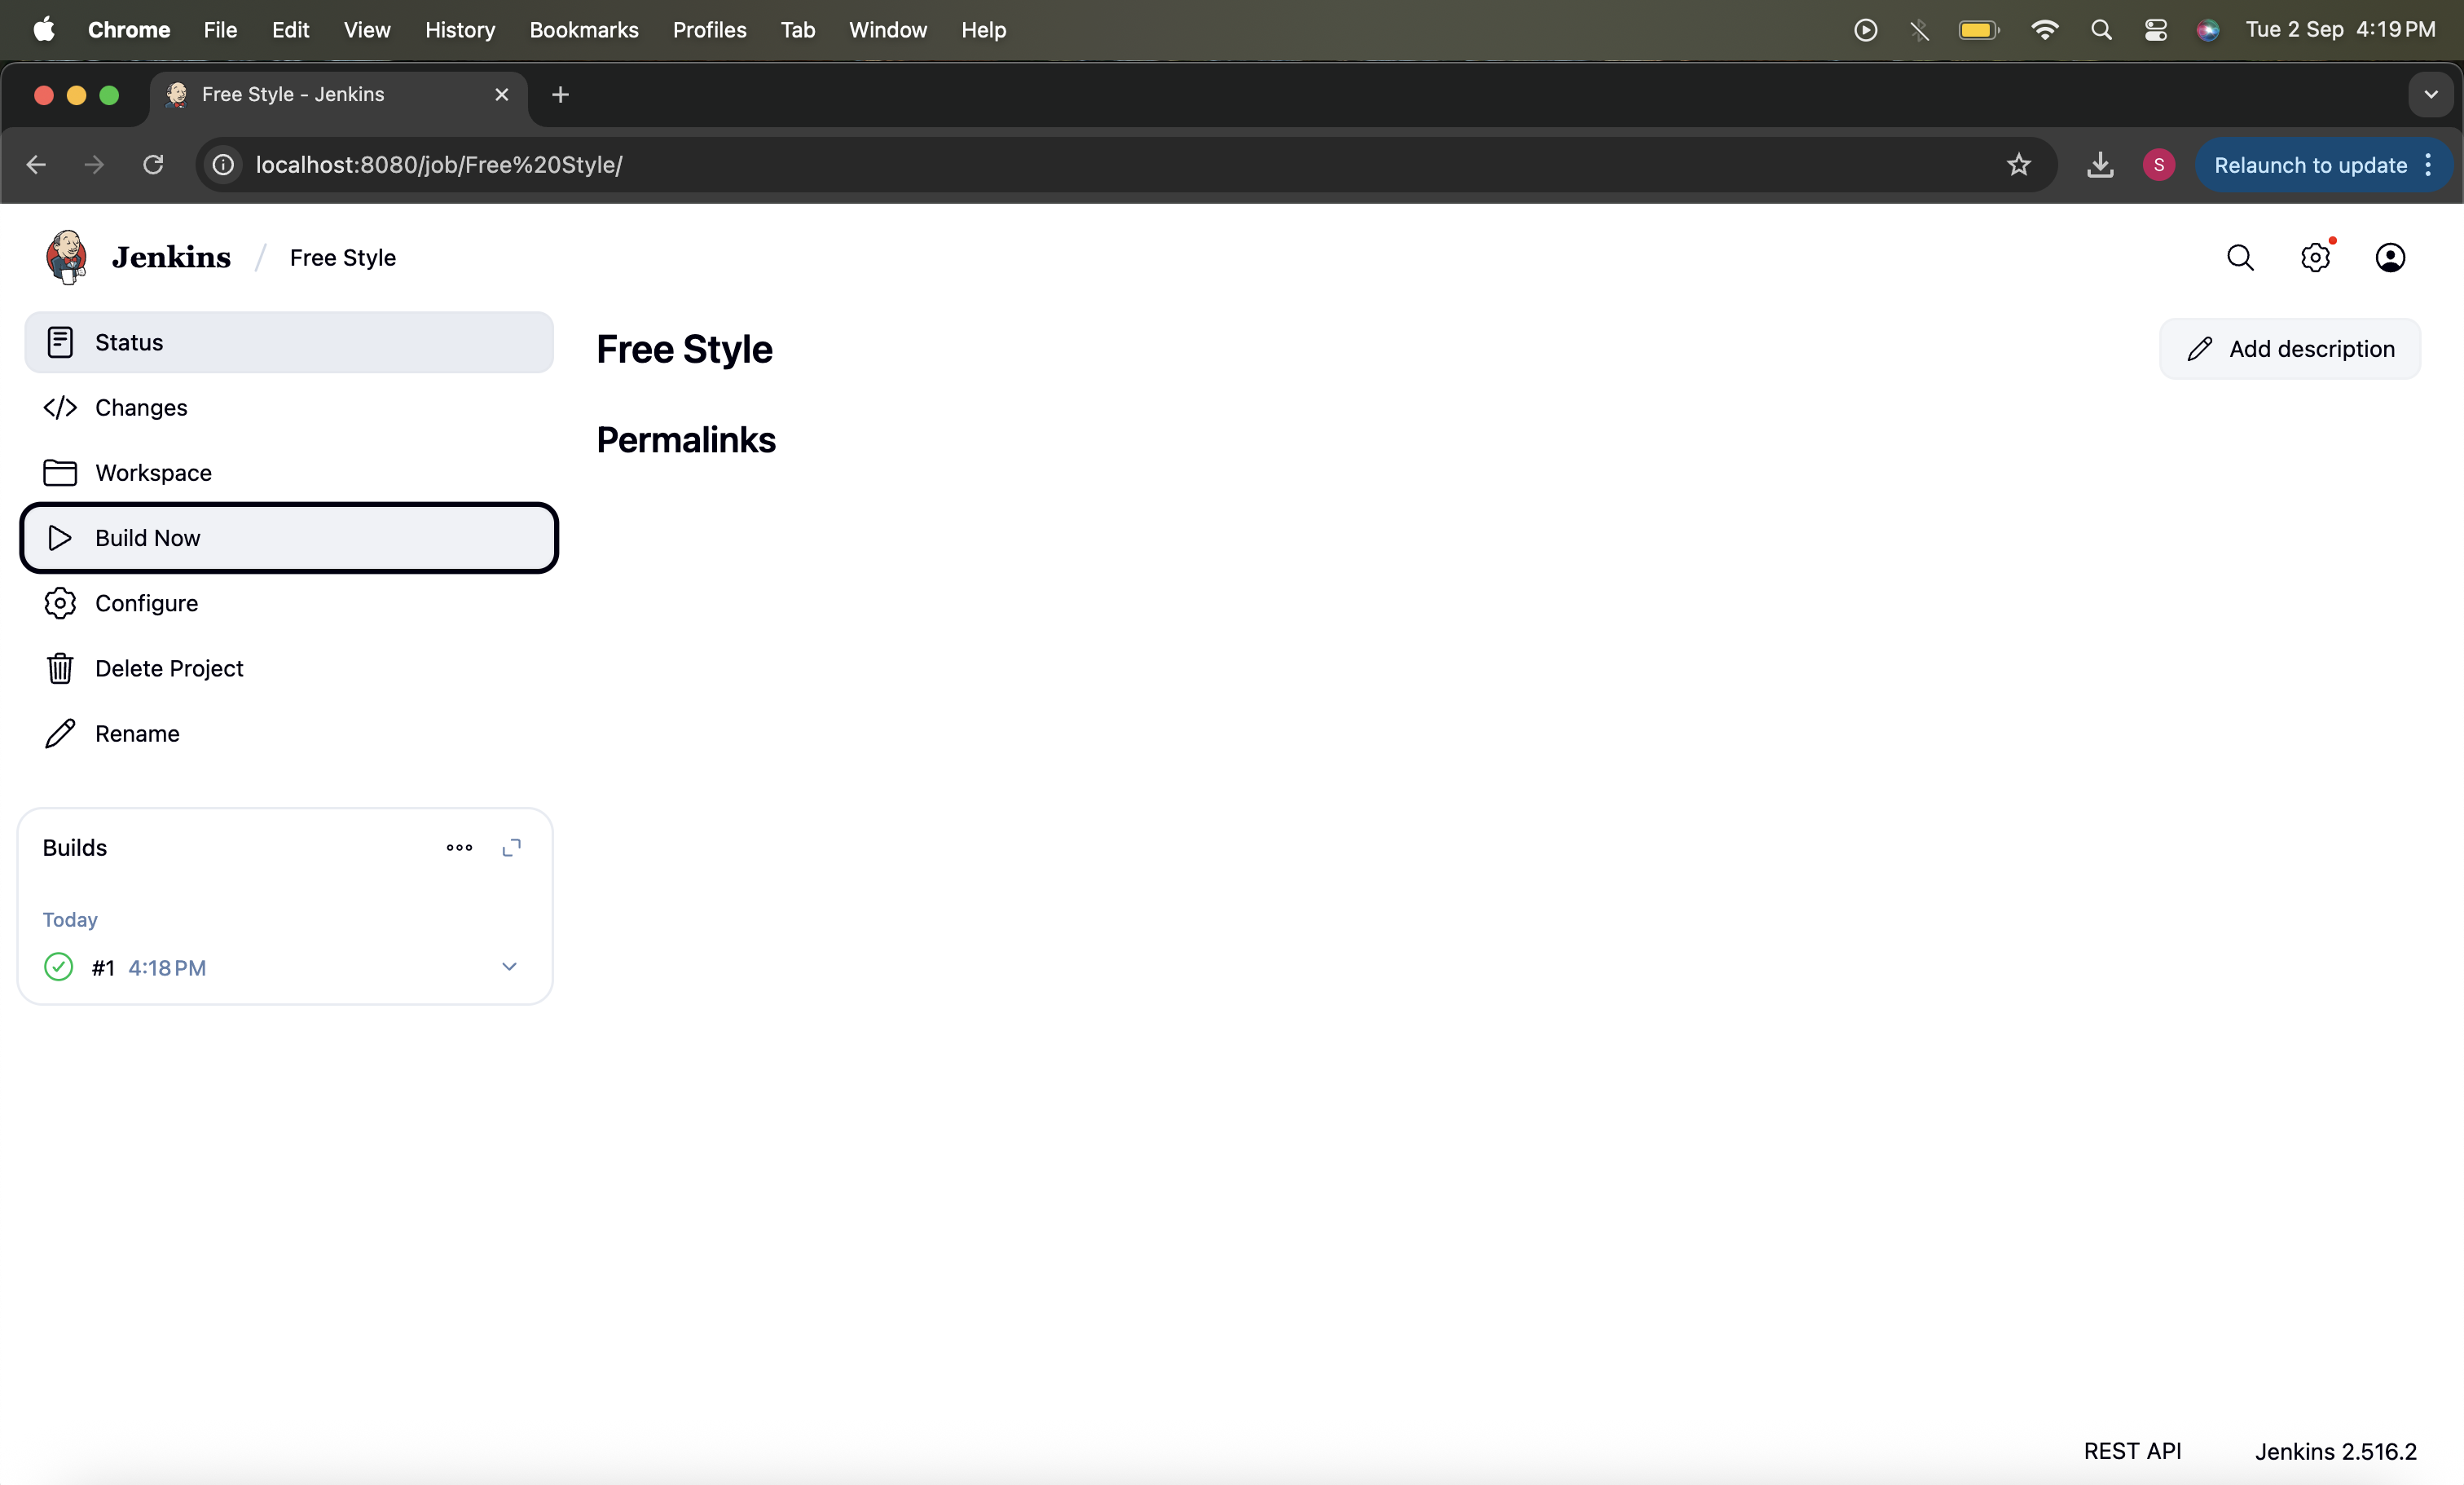 Chrome File Edit View History Bookmarks Profiles Tab Window Help Tue 2 Sep 4:19 PM
Free Style - Jenkins
localhost:8080/job/Free%20Style/ S Relaunch to update
Jenkins / Free Style
Status
Free Style
Add description
Changes
Permalinks
Workspace
Build Now
Configure
Delete Project
Rename
Builds
Today
#1 4:18 PM
REST API Jenkins 2.516.2